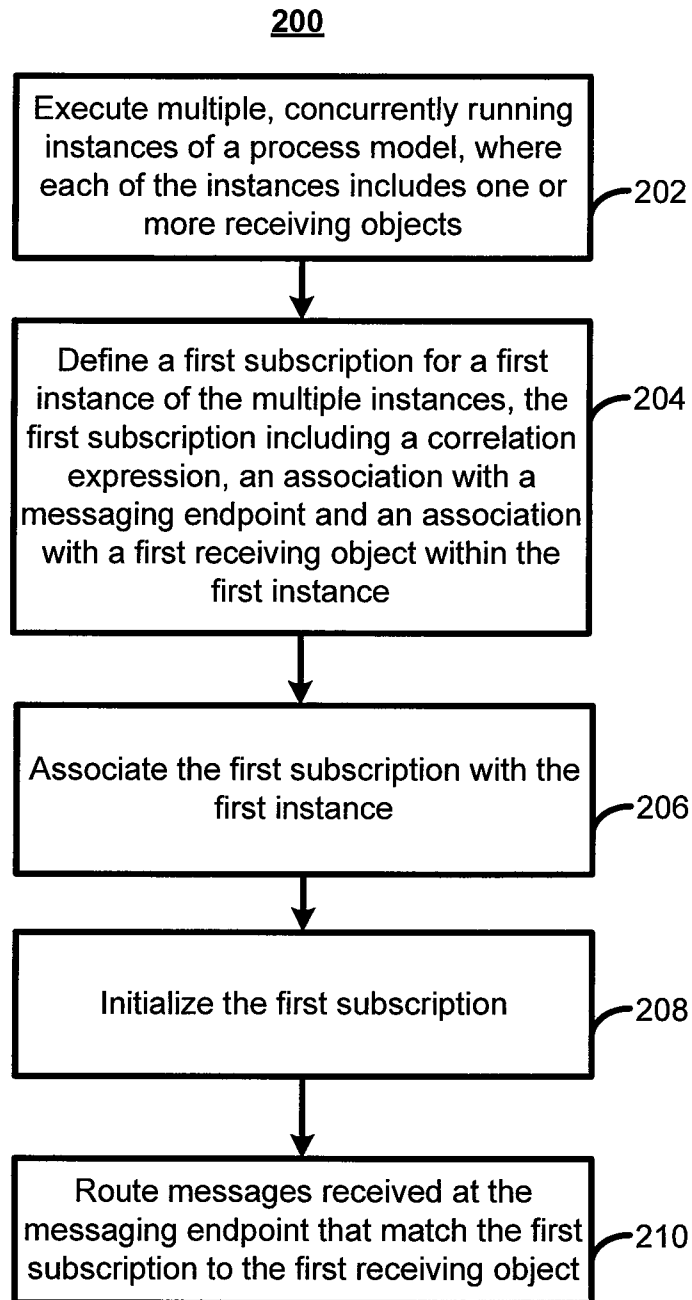 200
Execute multiple, concurrently running
instances of a process model, where
each of the instances includes one or
more receiving objects
202
Define a first subscription for a first
instance of the multiple instances, the
first subscription including a correlation
expression, an association with a
messaging endpoint and an association
with a first receiving object within the
first instance
204
Associate the first subscription with the
first instance
206
Initialize the first subscription
208
Route messages received at the
messaging endpoint that match the first
subscription to the first receiving object
210